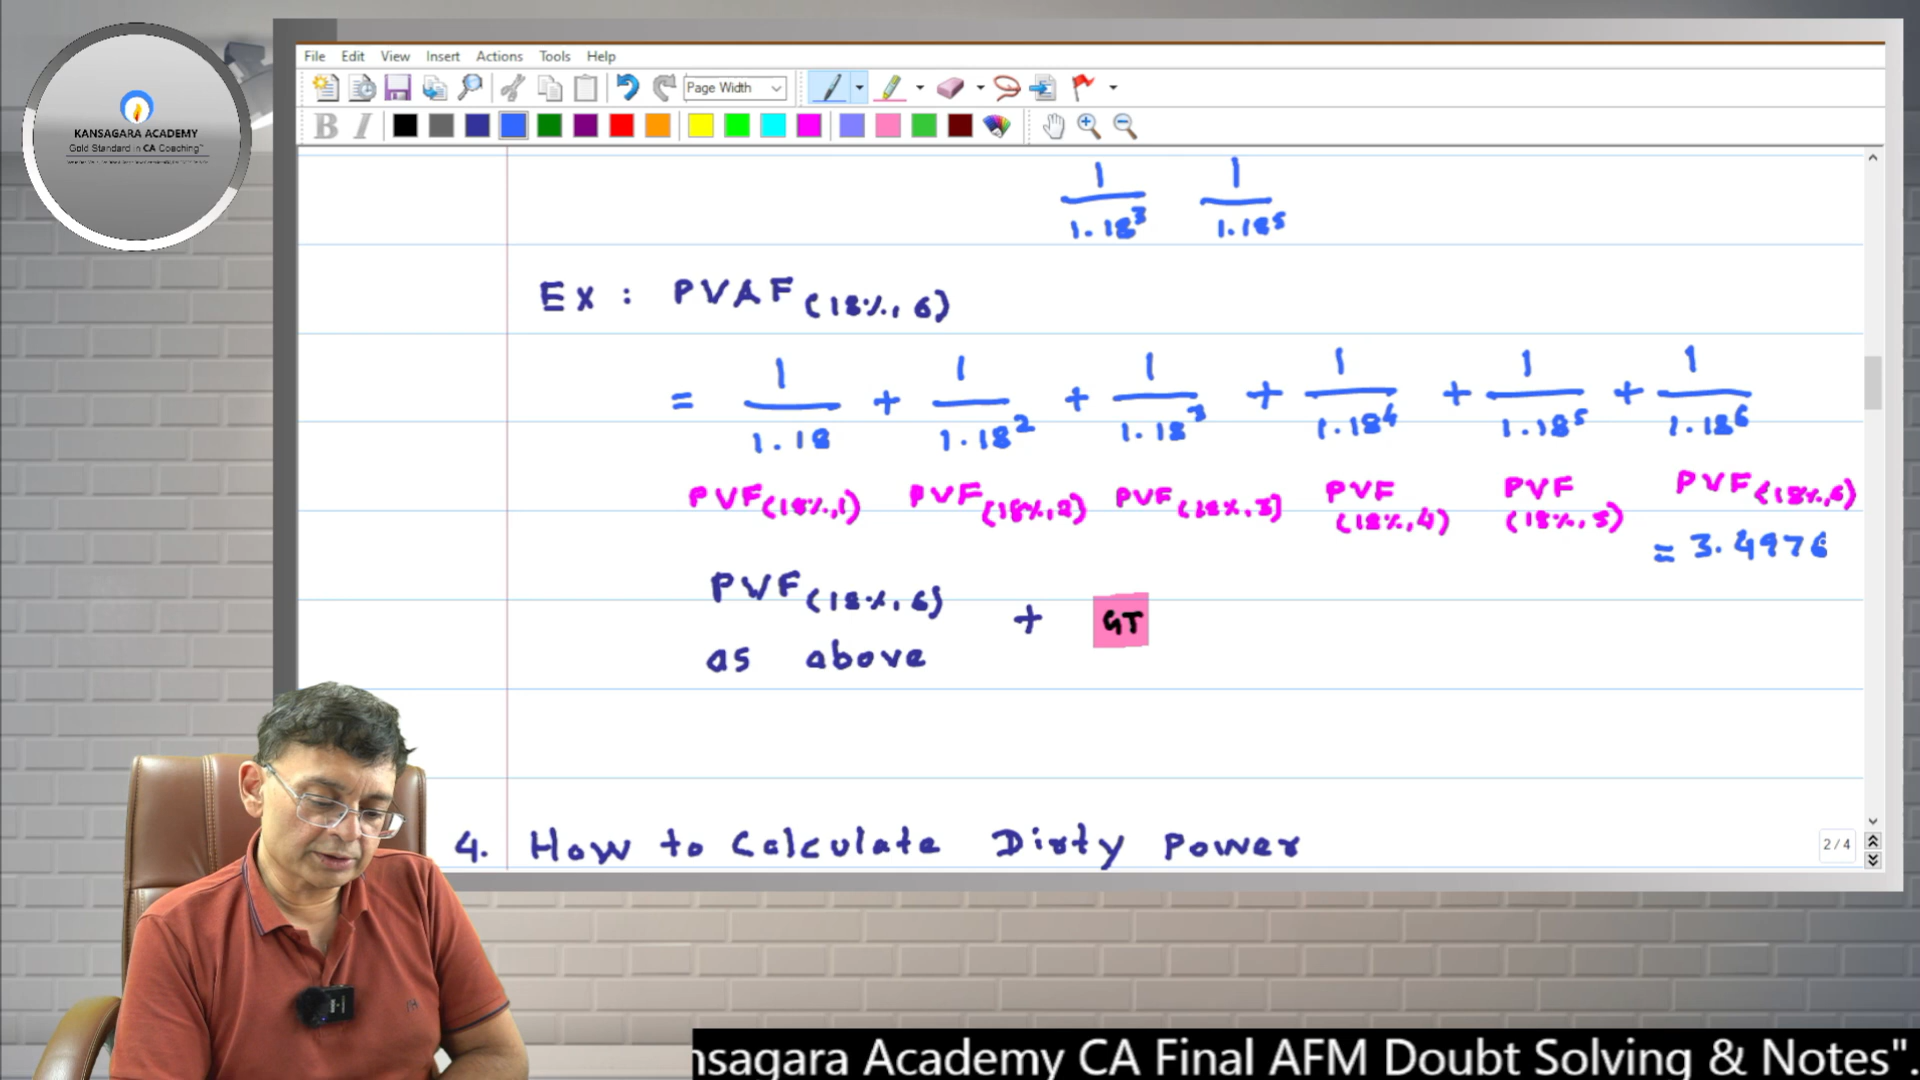 KANSAGARA ACADEMY
Gold Standard in CA Coaching™
File Edit View Insert Actions Tools Help
Page Width
B I
1/1.18³ 1/1.18⁵
Ex : PVAF(18%, 6)
= 1/1.18 + 1/1.18² + 1/1.18³ + 1/1.18⁴ + 1/1.18⁵ + 1/1.18⁶
PVF(18%,1) PVF(18%,2) PVF(18%,3) PVF(18%,4) PVF(18%,5) PVF(18%,6)
= 3.4976
PVF(18%, 6) + GT
as above
4. How to Calculate Dirty Power
2 / 4
nsagara Academy CA Final AFM Doubt Solving & Notes".